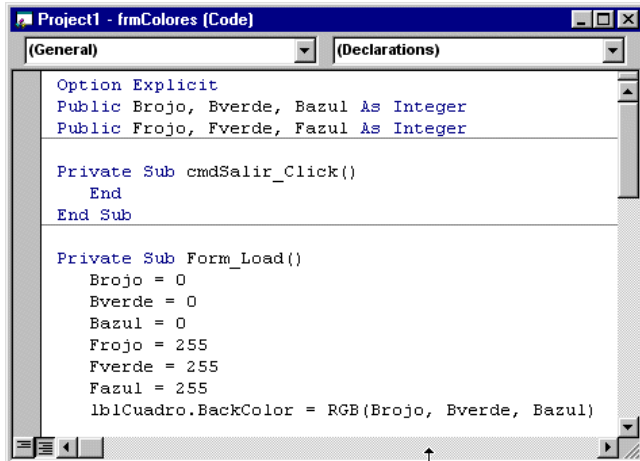 Project1 - frmColores (Code)
(General) (Declarations)
Option Explicit
Public Brojo, Bverde, Bazul As Integer
Public Frojo, Fverde, Fazul As Integer
Private Sub cmdSalir_Click()
End
End Sub
Private Sub Form_Load()
Brojo = 0
Bverde = 0
Bazul = 0
Frojo = 255
Fverde = 255
Fazul = 255
lblCuadro.BackColor = RGB(Brojo, Bverde, Bazul)